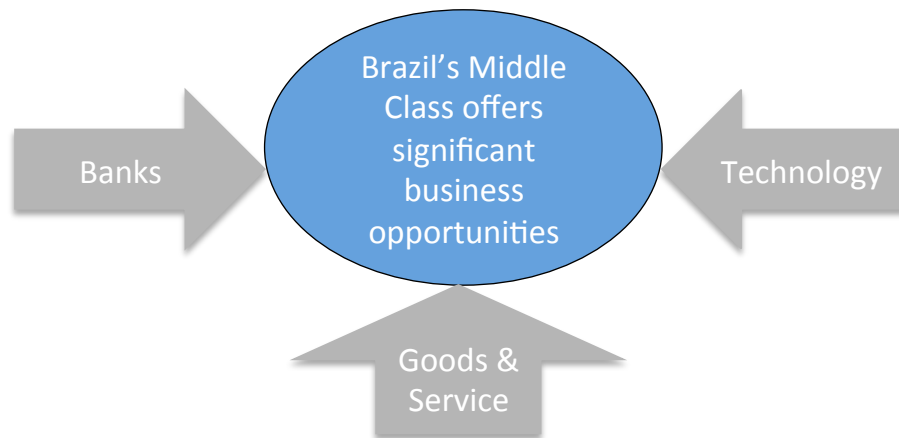 Brazil’s Middle
Class offers
significant
business
opportunities
Banks
Technology
Goods &
Service